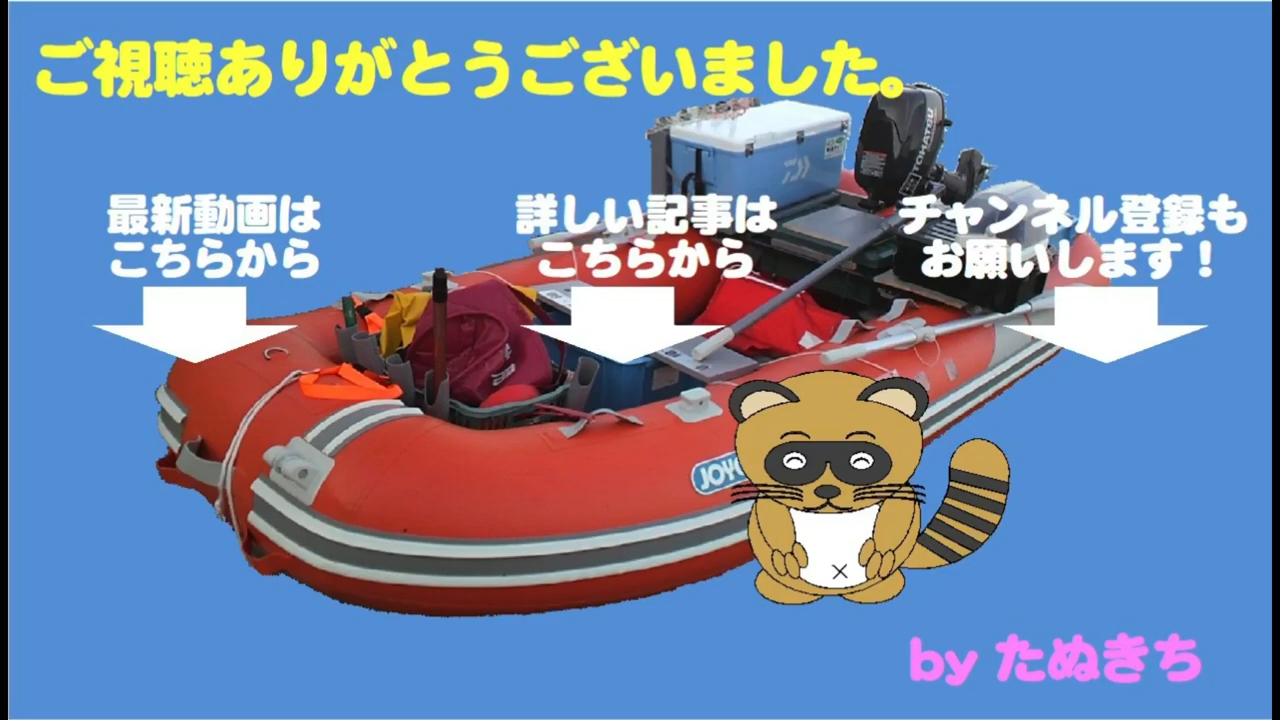 ご視聴ありがとうございました。
最新動画は
こちらから
詳しい記事は
こちらから
チャンネル登録も
お願いします！
TOHATSU
by たぬきち